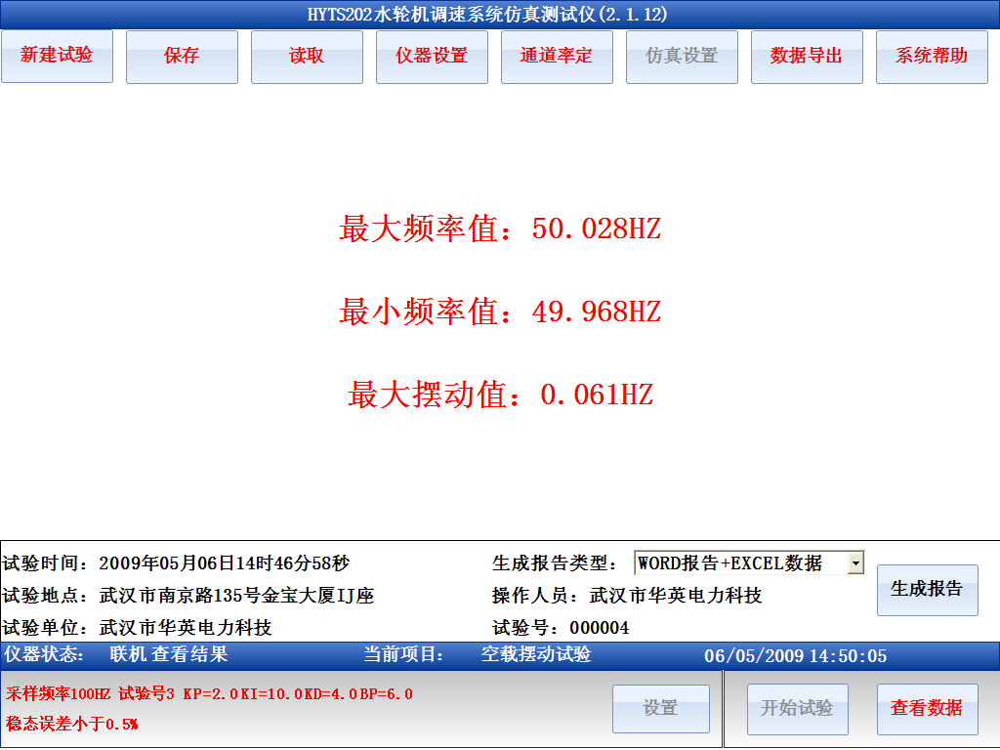 HYTS202水轮机调速系统仿真测试仪(2.1.12)
新建试验 保存 读取 仪器设置 通道率定 仿真设置 数据导出 系统帮助
最大频率值：50.028HZ
最小频率值：49.968HZ
最大摆动值：0.061HZ
试验时间：2009年05月06日14时46分58秒 生成报告类型：WORD报告+EXCEL数据
生成报告
试验地点：武汉市南京路135号金宝大厦IJ座 操作人员：武汉市华英电力科技
试验单位：武汉市华英电力科技 试验号：000004
仪器状态： 联机 查看结果 当前项目： 空载摆动试验 06/05/2009 14:50:05
采样频率100HZ 试验号3 KP=2.0KI=10.0KD=4.0BP=6.0
稳态误差小于0.5%
设置 开始试验 查看数据